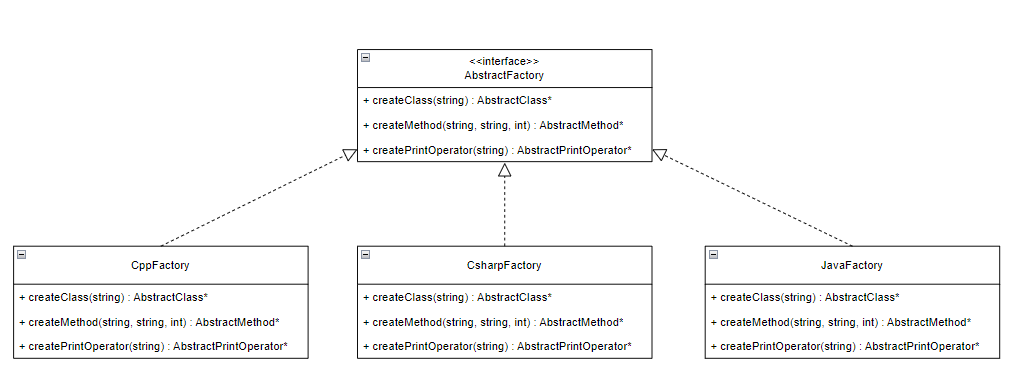 <<interface>>
AbstractFactory
+ createClass(string) : AbstractClass*
+ createMethod(string, string, int) : AbstractMethod*
+ createPrintOperator(string) : AbstractPrintOperator*
CppFactory
+ createClass(string) : AbstractClass*
+ createMethod(string, string, int) : AbstractMethod*
+ createPrintOperator(string) : AbstractPrintOperator*
CsharpFactory
+ createClass(string) : AbstractClass*
+ createMethod(string, string, int) : AbstractMethod*
+ createPrintOperator(string) : AbstractPrintOperator*
JavaFactory
+ createClass(string) : AbstractClass*
+ createMethod(string, string, int) : AbstractMethod*
+ createPrintOperator(string) : AbstractPrintOperator*